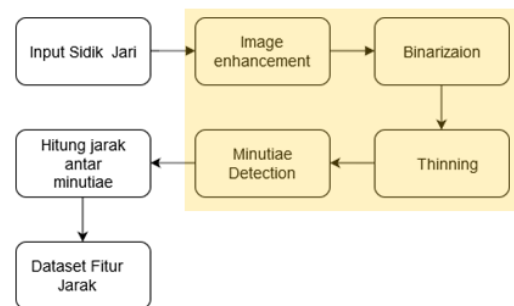 Input Sidik Jari
Image
enhancement
Binarizaion
Thinning
Minutiae
Detection
Hitung jarak
antar
minutiae
Dataset Fitur
Jarak